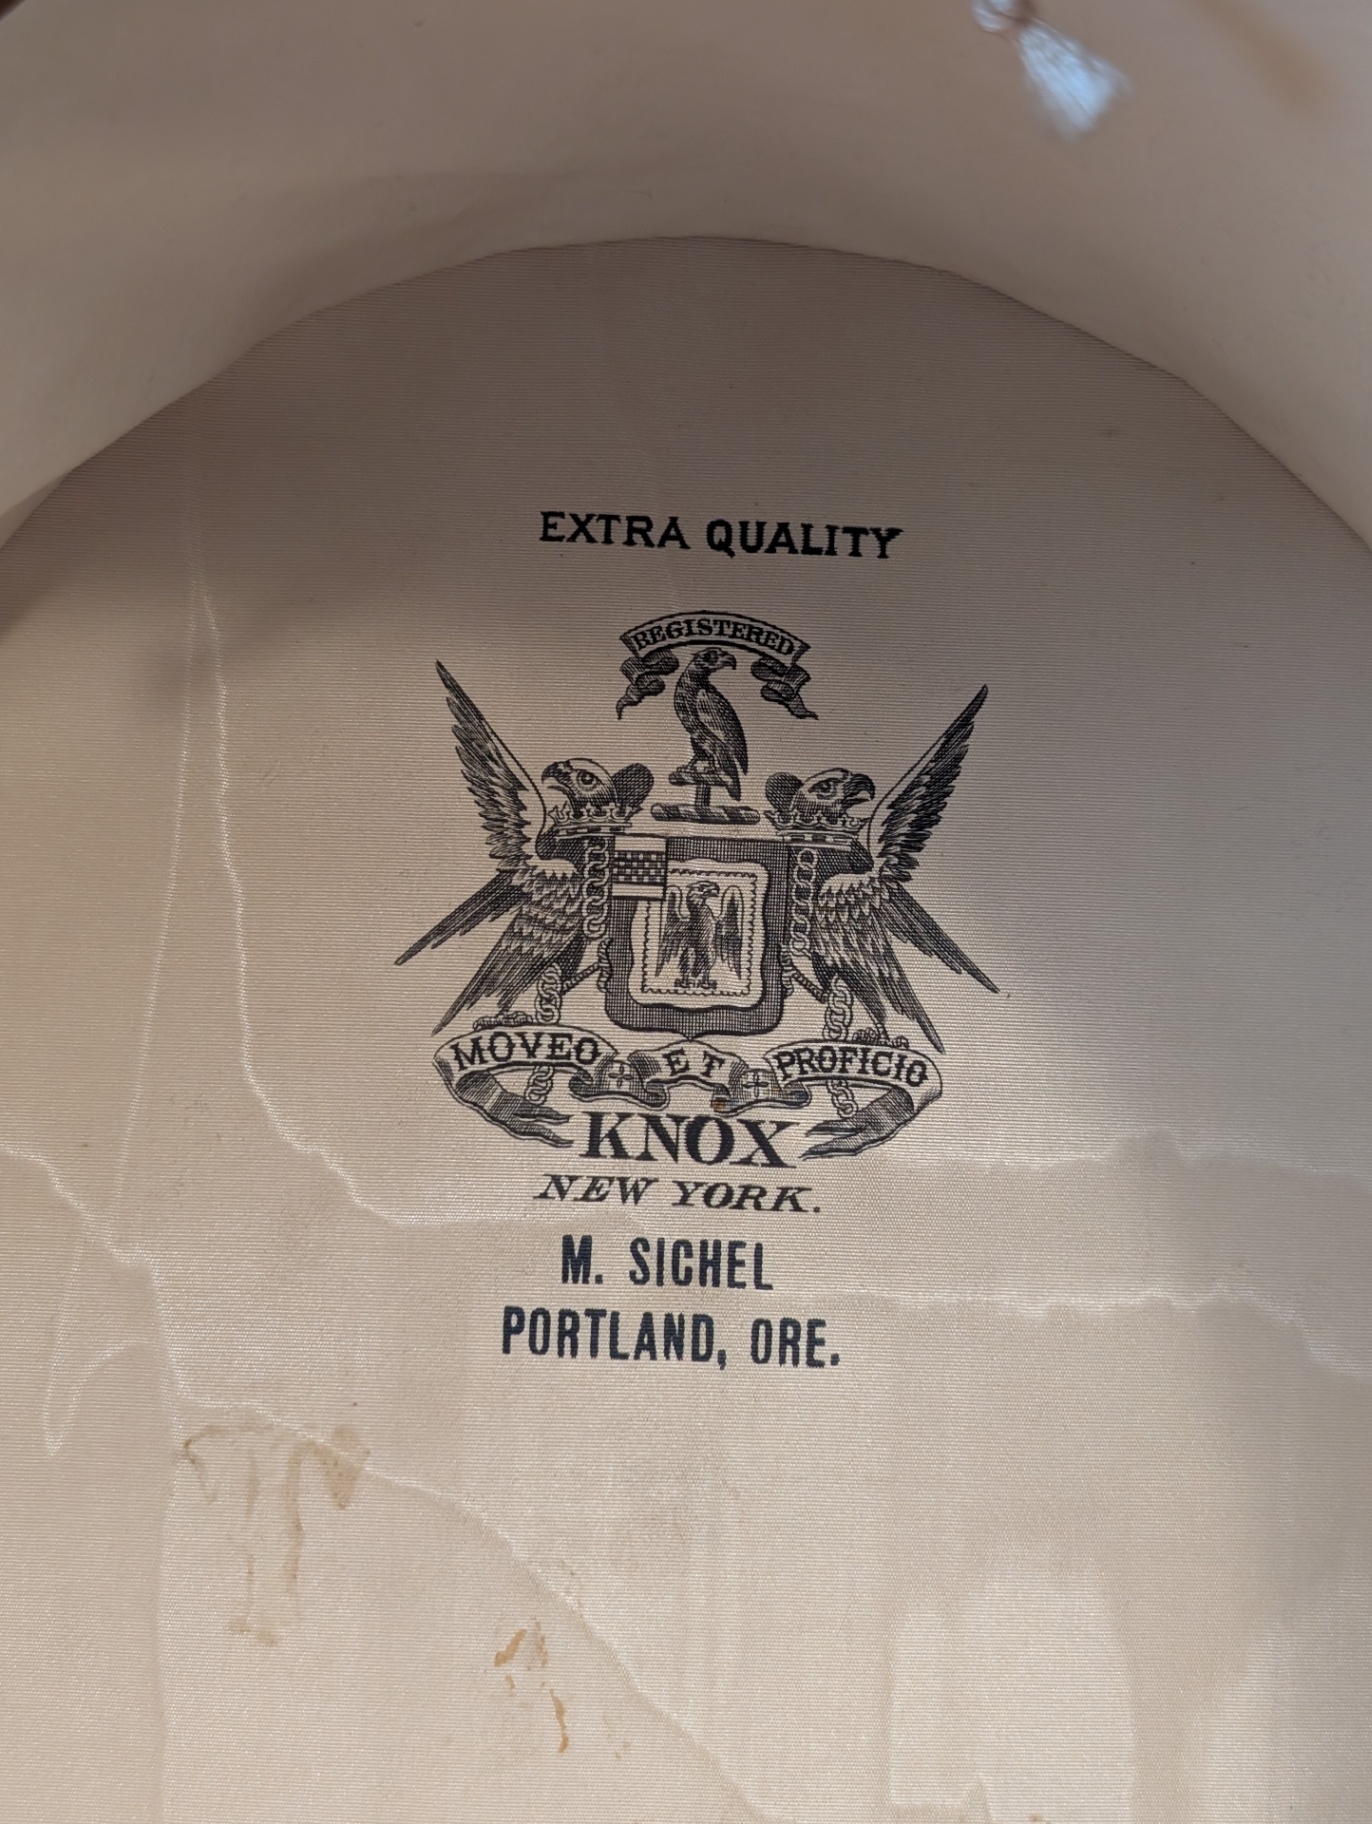 EXTRA QUALITY
REGISTERED
MOVEO ET PROFICIO
KNOX
NEW YORK.
M. SICHEL
PORTLAND, ORE.